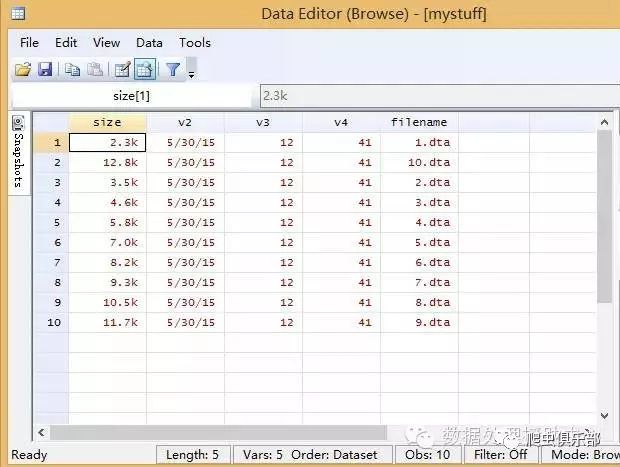 Data Editor (Browse) - [mystuff]
File Edit View Data Tools
size[1] 2.3k
Snapshots
size v2 v3 v4 filename
1 2.3k 5/30/15 12 41 1.dta
2 12.8k 5/30/15 12 41 10.dta
3 3.5k 5/30/15 12 41 2.dta
4 4.6k 5/30/15 12 41 3.dta
5 5.8k 5/30/15 12 41 4.dta
6 7.0k 5/30/15 12 41 5.dta
7 8.2k 5/30/15 12 41 6.dta
8 9.3k 5/30/15 12 41 7.dta
9 10.5k 5/30/15 12 41 8.dta
10 11.7k 5/30/15 12 41 9.dta
爬虫俱乐部
Ready Length: 5 Vars: 5 Order: Dataset Obs: 10 Filter: Off Mode: Brow